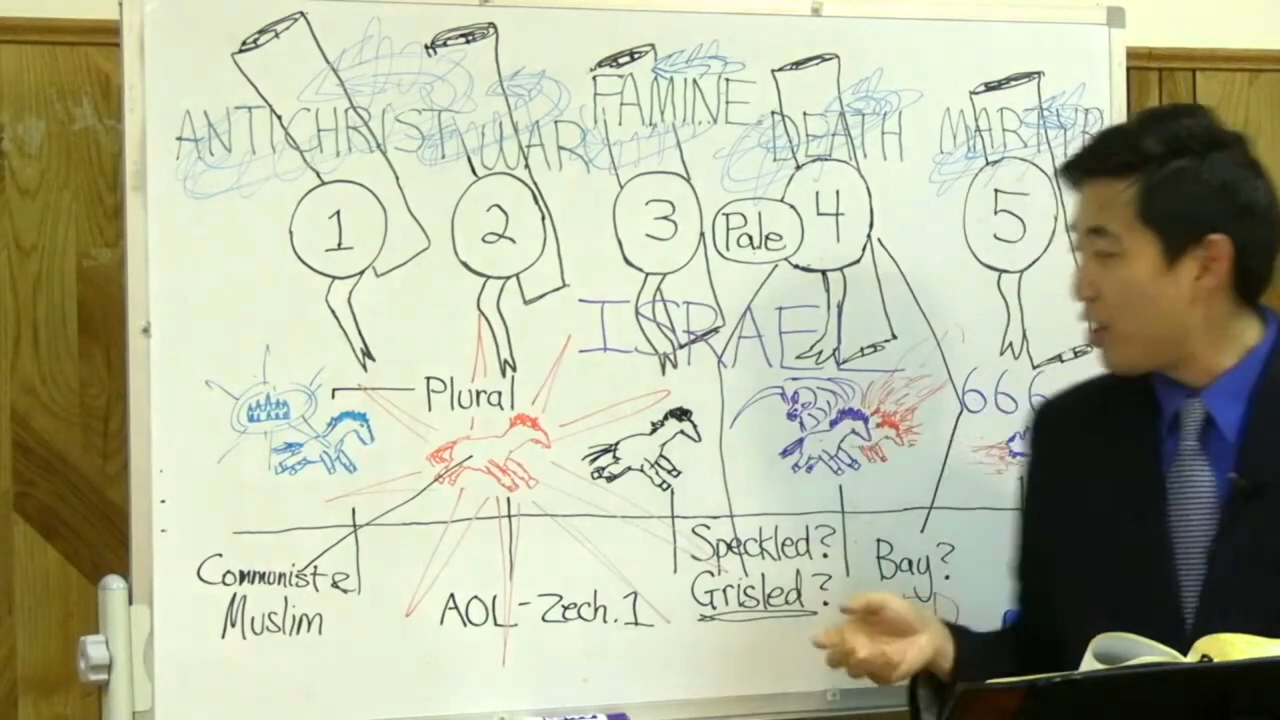 ANTICHRIST WAR FAMINE DEATH MARTYR
1 2 3 Pale 4 5
ISRAEL
Plural
666
Communist &
Muslim
AOL-Zech.1
Speckled?
Grisled?
Bay?